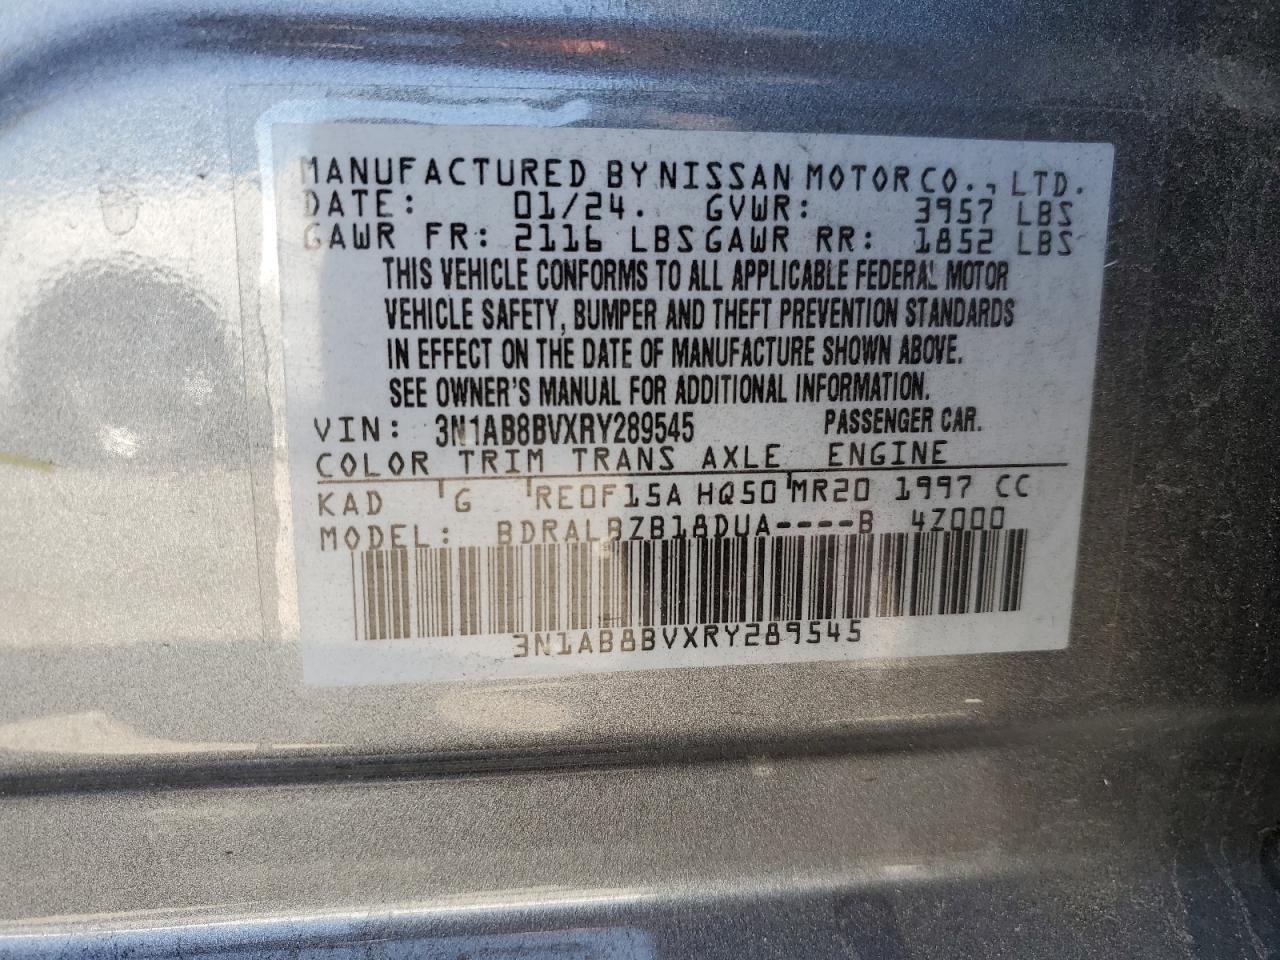 MANUFACTURED BY NISSAN MOTOR CO., LTD.
DATE: 01/24. GVWR: 3957 LBS
GAWR FR: 2116 LBS GAWR RR: 1852 LBS
THIS VEHICLE CONFORMS TO ALL APPLICABLE FEDERAL MOTOR
VEHICLE SAFETY, BUMPER AND THEFT PREVENTION STANDARDS
IN EFFECT ON THE DATE OF MANUFACTURE SHOWN ABOVE.
SEE OWNER'S MANUAL FOR ADDITIONAL INFORMATION.
VIN: 3N1AB8BVXRY289545 PASSENGER CAR.
COLOR TRIM TRANS AXLE ENGINE
KAD G RE0F15A HQ50 MR20 1997 CC
MODEL: BDRALBZB18DUA----B 4Z000
3N1AB8BVXRY289545